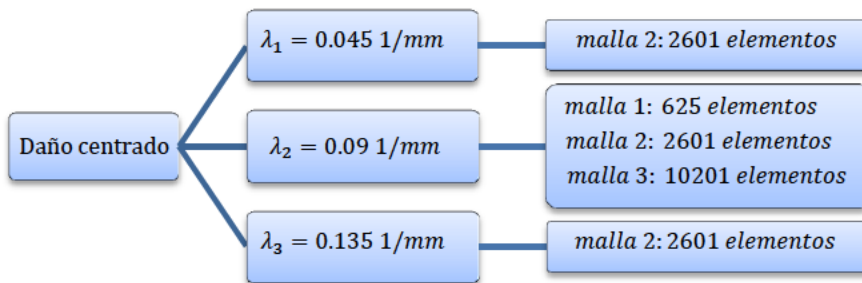 Daño centrado
λ₁ = 0.045 1/mm
malla 2: 2601 elementos
λ₂ = 0.09 1/mm
malla 1: 625 elementos
malla 2: 2601 elementos
malla 3: 10201 elementos
λ₃ = 0.135 1/mm
malla 2: 2601 elementos